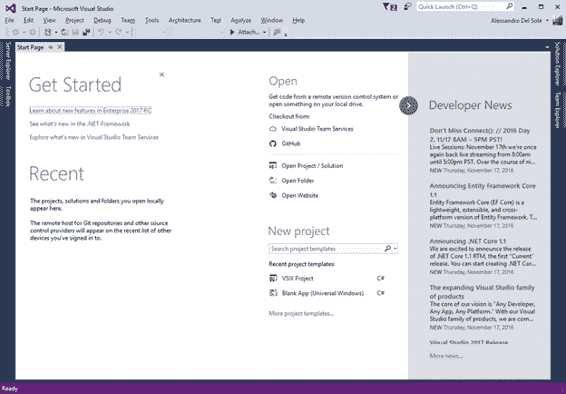 Start Page - Microsoft Visual Studio
Quick Launch (Ctrl+Q)
File Edit View Project Debug Team Tools Architecture Test Analyze Window Help
Alessandro Del Sole
Attach...
Server Explorer
Toolbox
Start Page
Get Started
Learn about new features in Enterprise 2017 RC
See what's new in the .NET Framework
Explore what's new in Visual Studio Team Services
Recent
The projects, solutions and folders you open locally
appear here.
The remote host for Git repositories and other source
control providers will appear on the recent list of other
devices you've signed in to.
Open
Get code from a remote version control system or
open something on your local drive.
Checkout from:
Visual Studio Team Services
GitHub
Open Project / Solution
Open Folder
Open Website
New project
Search project templates
Recent project templates:
VSIX Project C#
Blank App (Universal Windows) C#
More project templates...
Developer News
Don't Miss Connect(); // 2016 Day
2, 11/17 8AM – 5PM PST!
Live Sessions: November 17th we're once
again back live streaming from 8:00am
until 5:00PM PST. Over the course of ni...
NEW Thursday, November 17, 2016
Announcing Entity Framework Core
1.1
Entity Framework Core (EF Core) is a
lightweight, extensible, and cross-
platform version of Entity Framework. T...
NEW Thursday, November 17, 2016
Announcing .NET Core 1.1
We are excited to announce the release
of .NET Core 1.1 RTM, the first "Current"
release. You can start creating .NET Co...
NEW Thursday, November 17, 2016
The expanding Visual Studio family
of products
The core of our vision is "Any Developer,
Any App, Any Platform." With our Visual
Studio family of products, we are com...
NEW Thursday, November 17, 2016
Visual Studio 2017 Release
More news...
Solution Explorer
Team Explorer
Ready